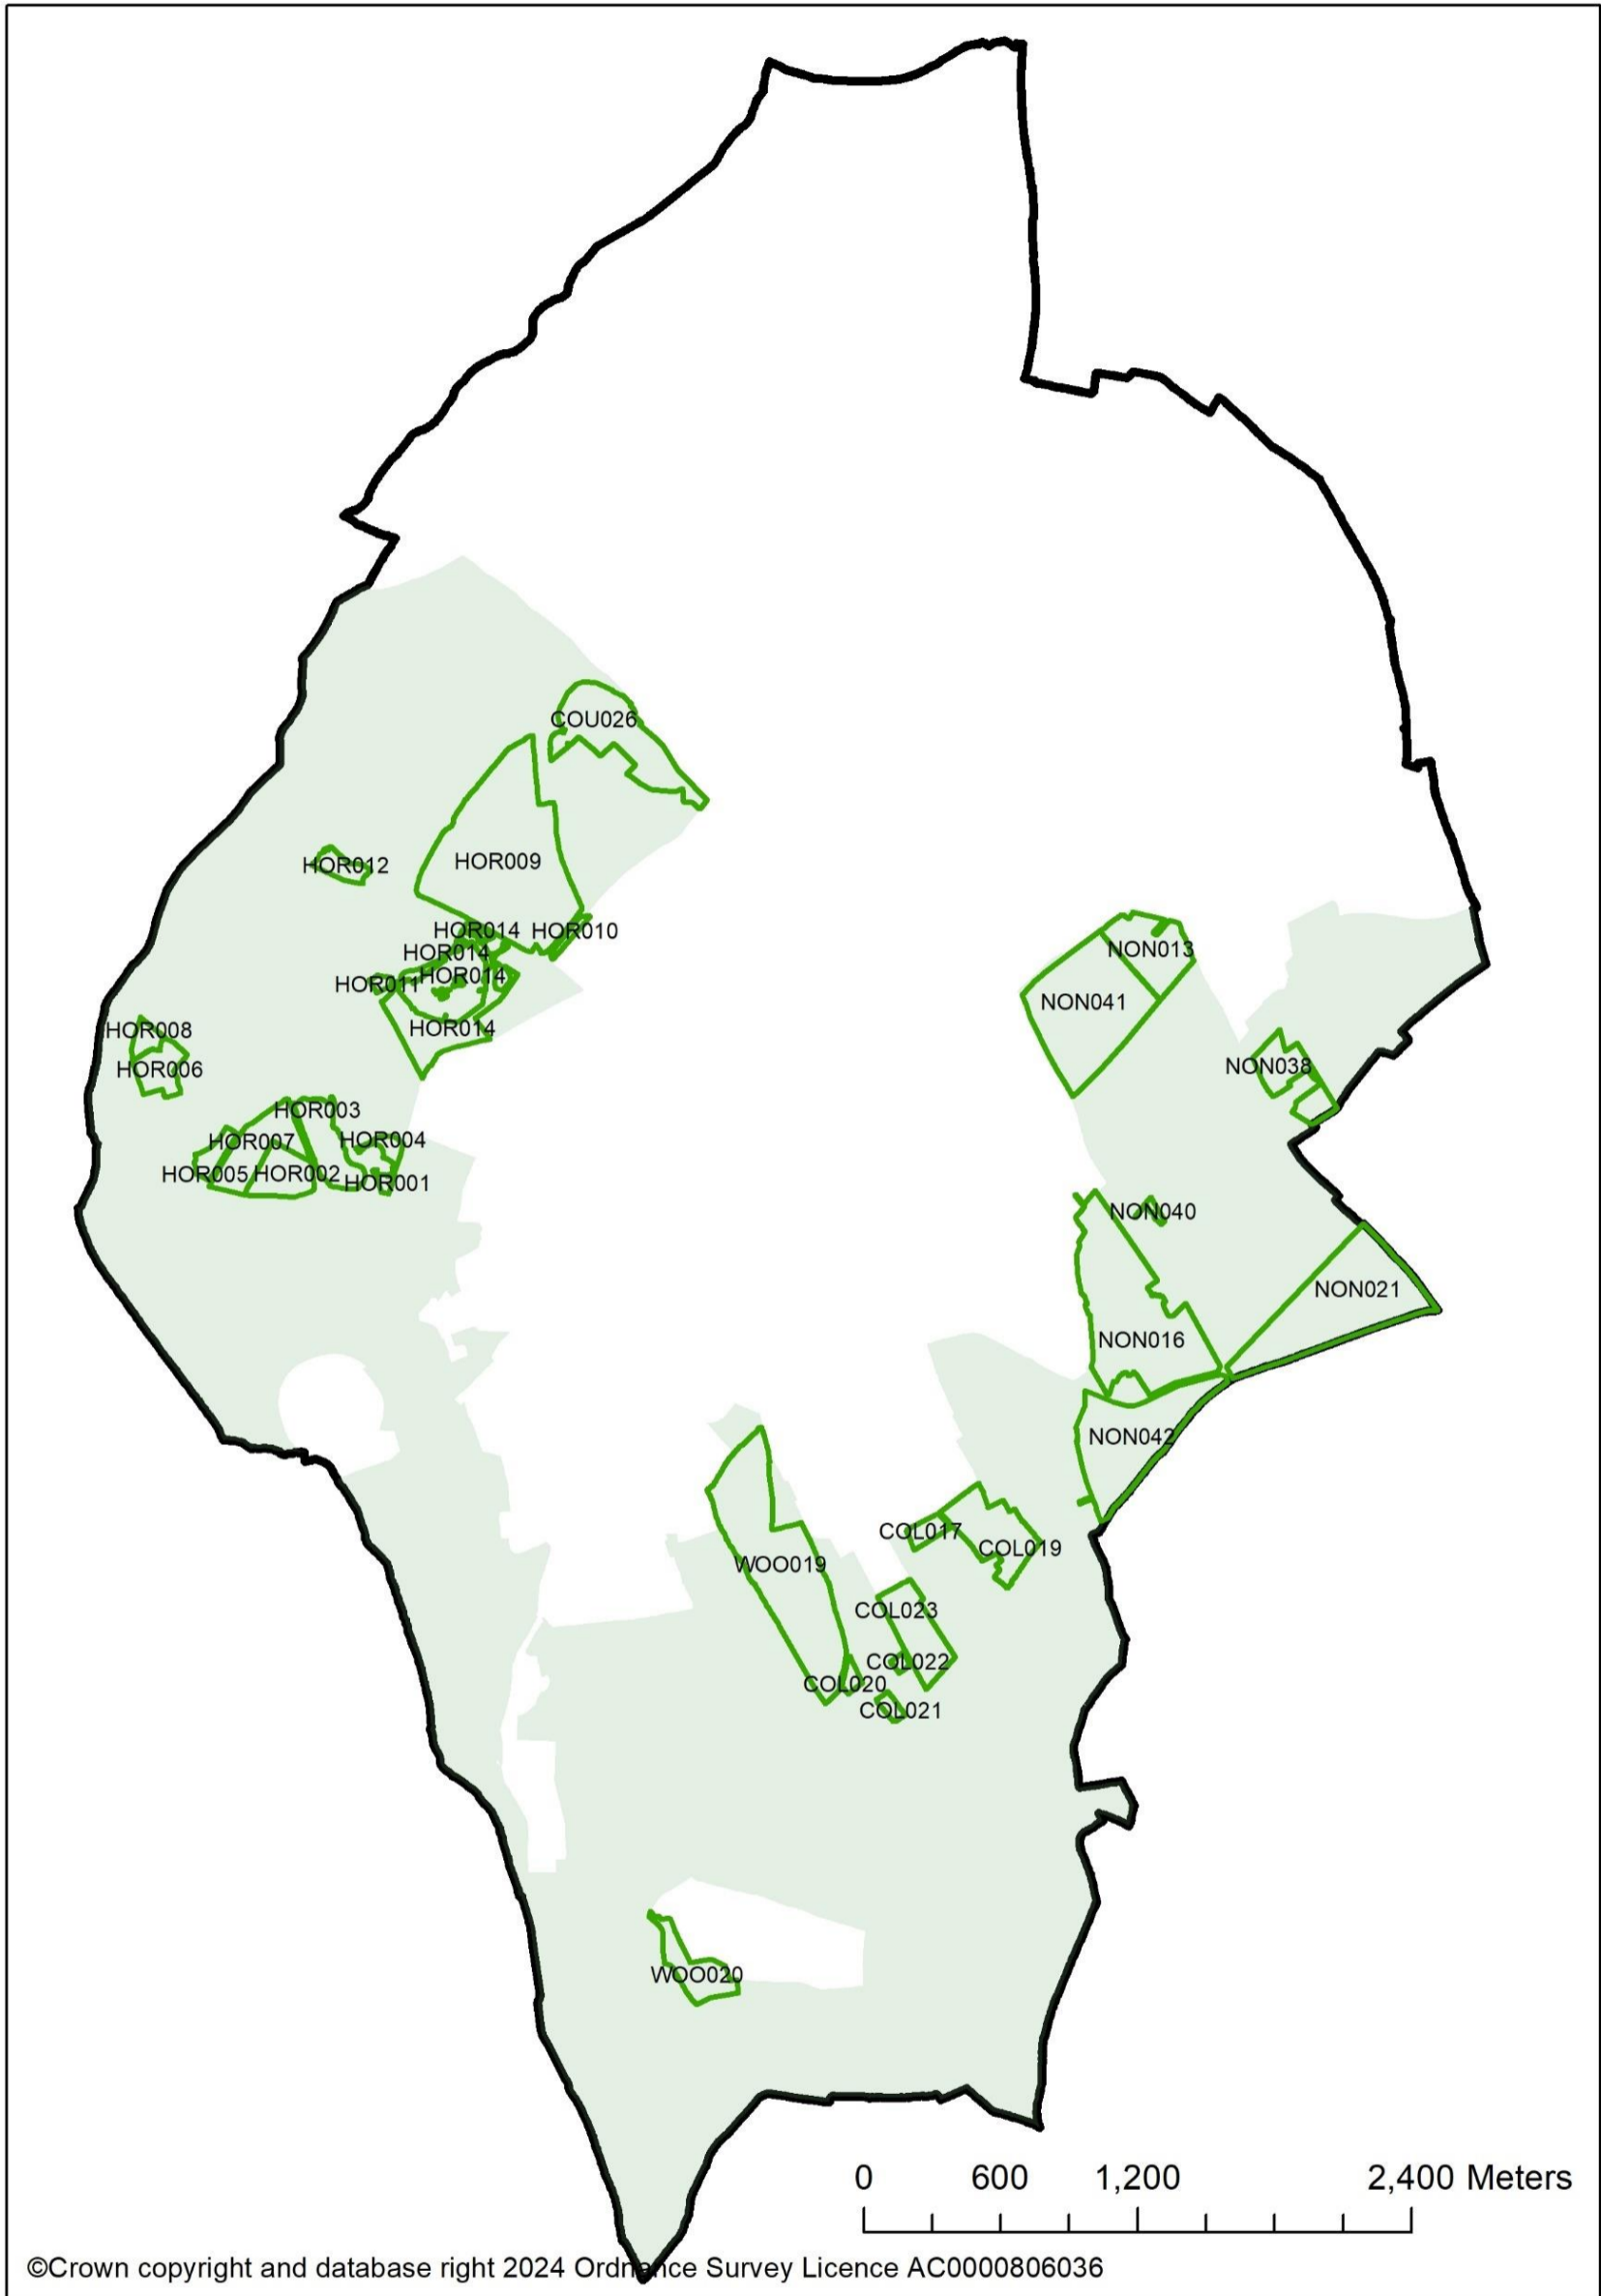 COU026
HOR009
HOR012
HOR014
HOR010
HOR014
NON013
HOR014
HOR011
NON041
HOR014
HOR008
HOR006
NON038
HOR003
HOR004
HOR007
HOR005
HOR002
HOR001
NON040
NON021
NON016
NON042
COL017
COL019
WOO019
COL023
COL022
COL020
COL021
WOO020
0 600 1,200 2,400 Meters
©Crown copyright and database right 2024 Ordnance Survey Licence AC0000806036